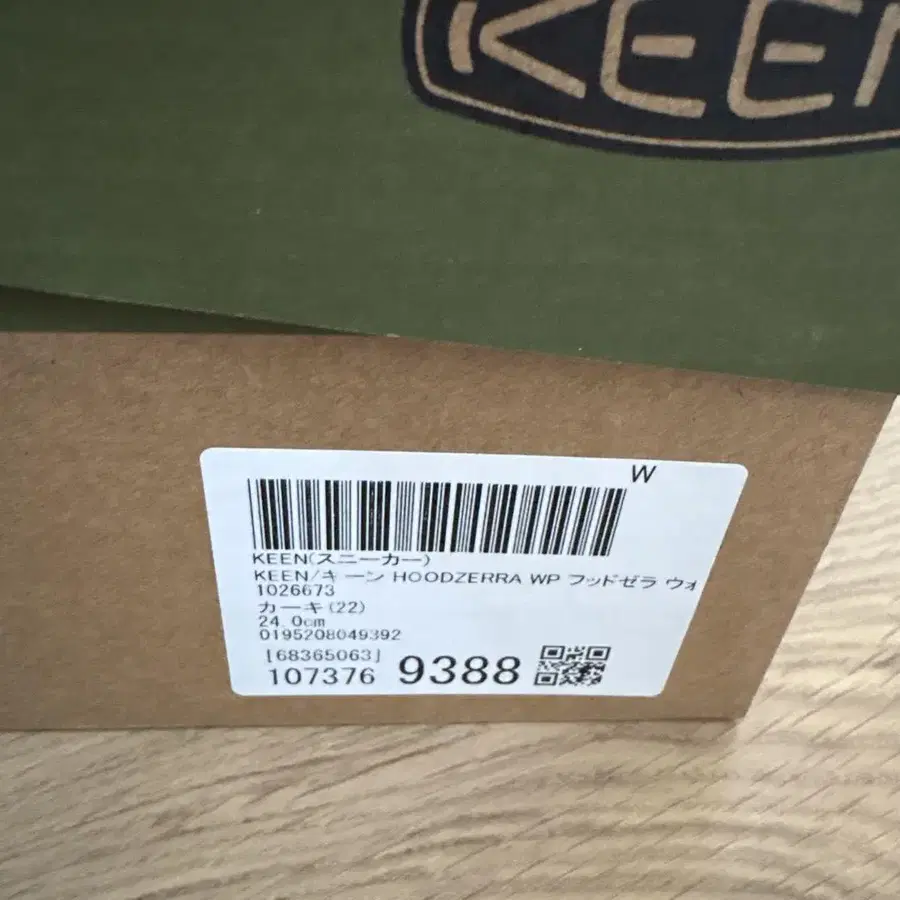 KEEN
W
KEEN(スニーカー)
KEEN/キーン HOODZERRA WP フッドゼラ ウォ
1026673
カーキ(22)
24.0cm
0195208049392
[68365063]
107376 9388